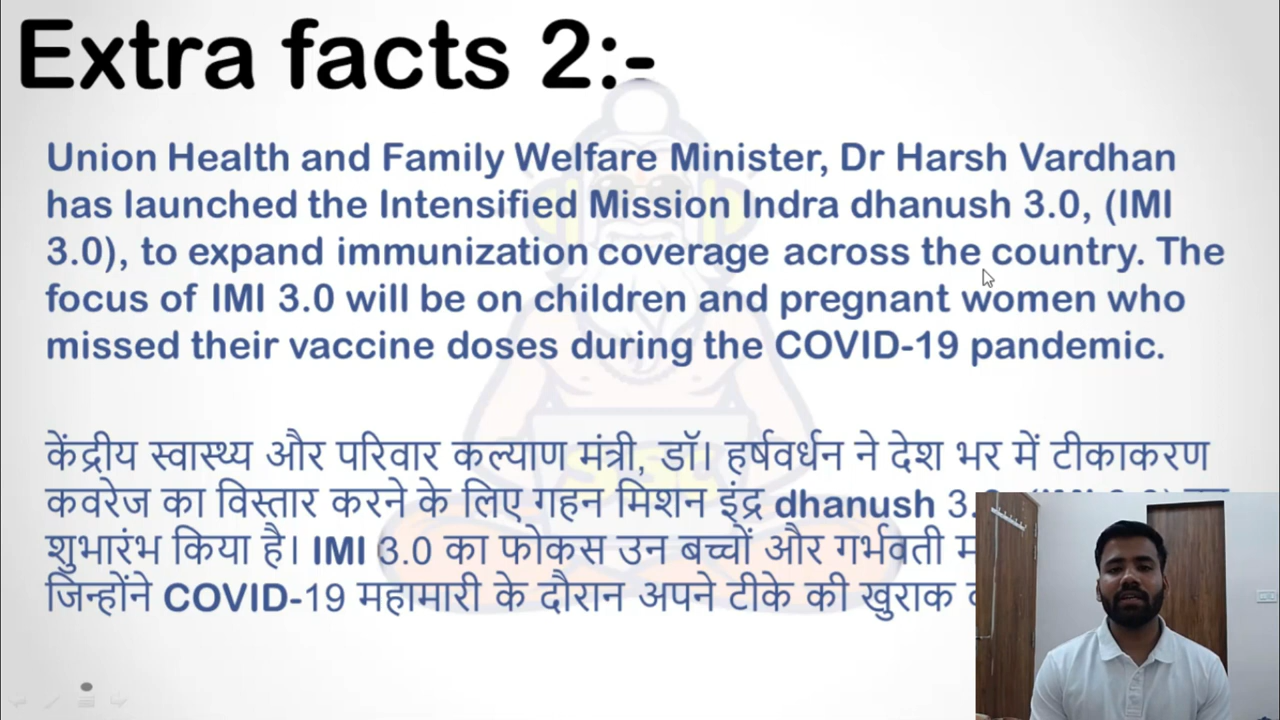 Extra facts 2:-
Union Health and Family Welfare Minister, Dr Harsh Vardhan
has launched the Intensified Mission Indra dhanush 3.0, (IMI
3.0), to expand immunization coverage across the country. The
focus of IMI 3.0 will be on children and pregnant women who
missed their vaccine doses during the COVID-19 pandemic.
केंद्रीय स्वास्थ्य और परिवार कल्याण मंत्री, डॉ। हर्षवर्धन ने देश भर में टीकाकरण
कवरेज का विस्तार करने के लिए गहन मिशन इंद्र dhanush
शुभारंभ किया है। IMI 3.0 का फोकस उन बच्चों और गर्भवती
जिन्होंने COVID-19 महामारी के दौरान अपने टीके की खुराक